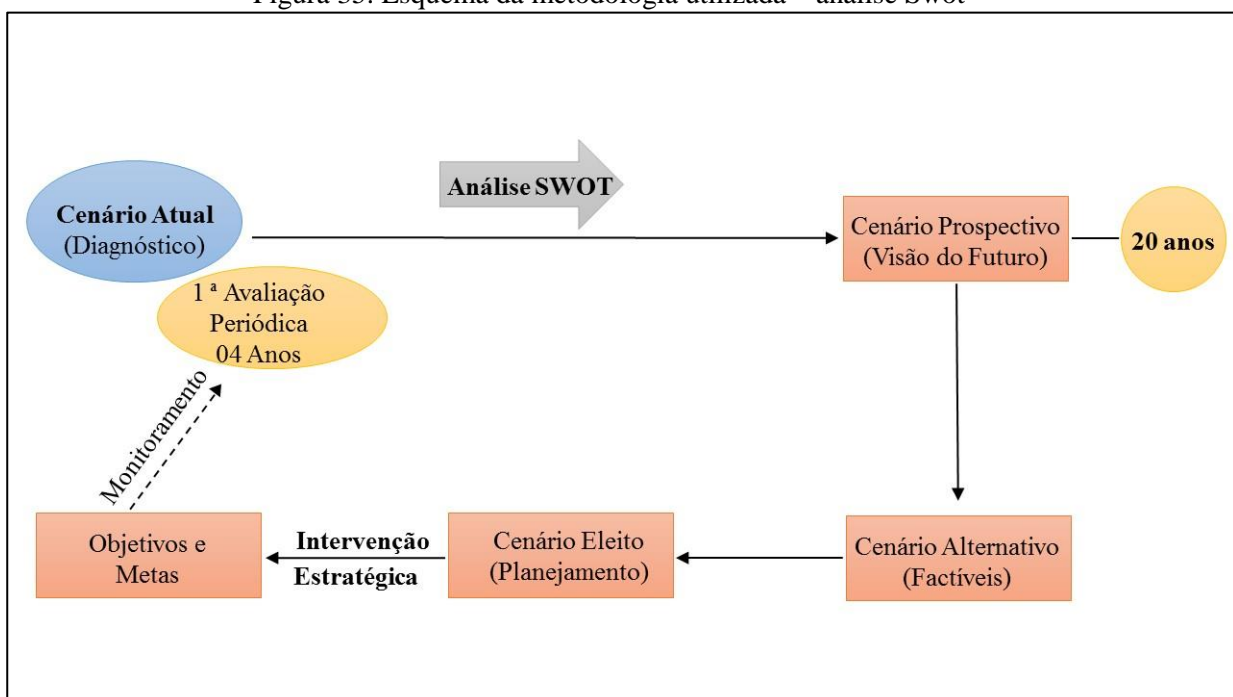 Figura 35. Esquema da metodologia utilizada – análise Swot
Análise SWOT
Cenário Atual
(Diagnóstico)
Cenário Prospectivo
(Visão do Futuro)
20 anos
1 ª Avaliação
Periódica
04 Anos
Monitoramento
Objetivos e
Metas
Intervenção
Estratégica
Cenário Eleito
(Planejamento)
Cenário Alternativo
(Factíveis)